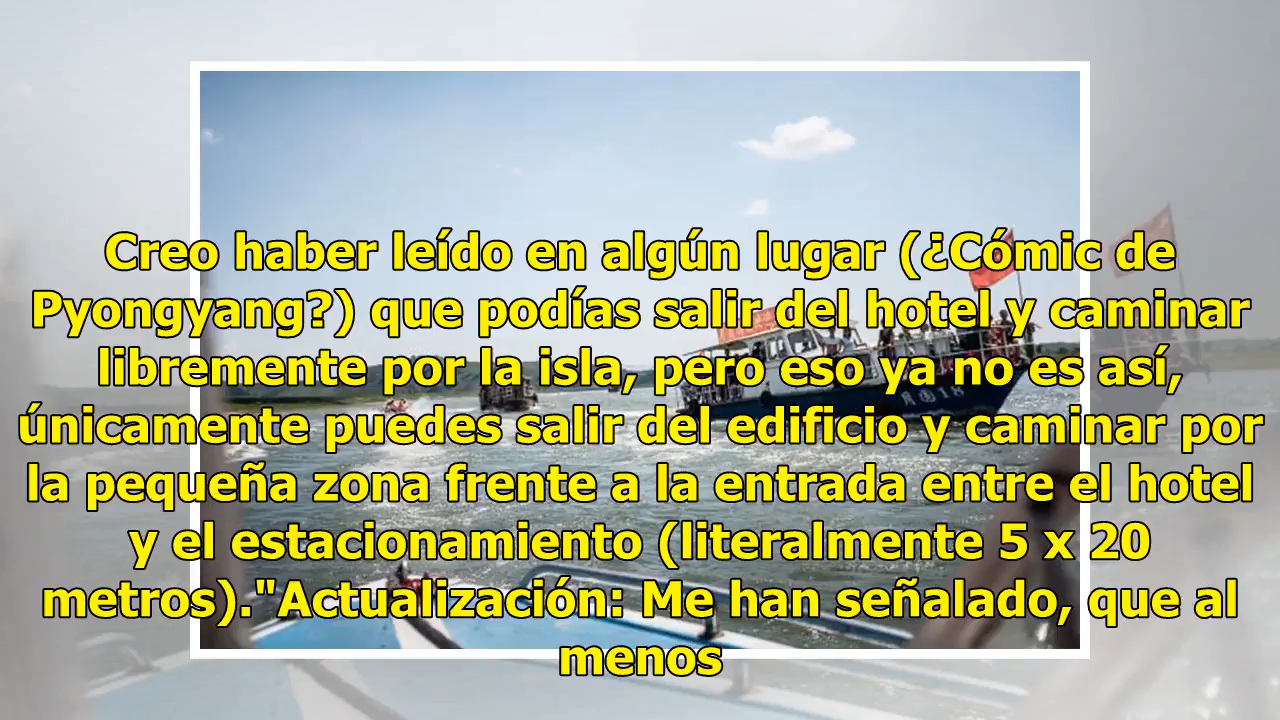 Creo haber leído en algún lugar (¿Cómic de
Pyongyang?) que podías salir del hotel y caminar
libremente por la isla, pero eso ya no es así,
únicamente puedes salir del edificio y caminar por
la pequeña zona frente a la entrada entre el hotel
y el estacionamiento (literalmente 5 x 20
metros)."Actualización: Me han señalado, que al
menos